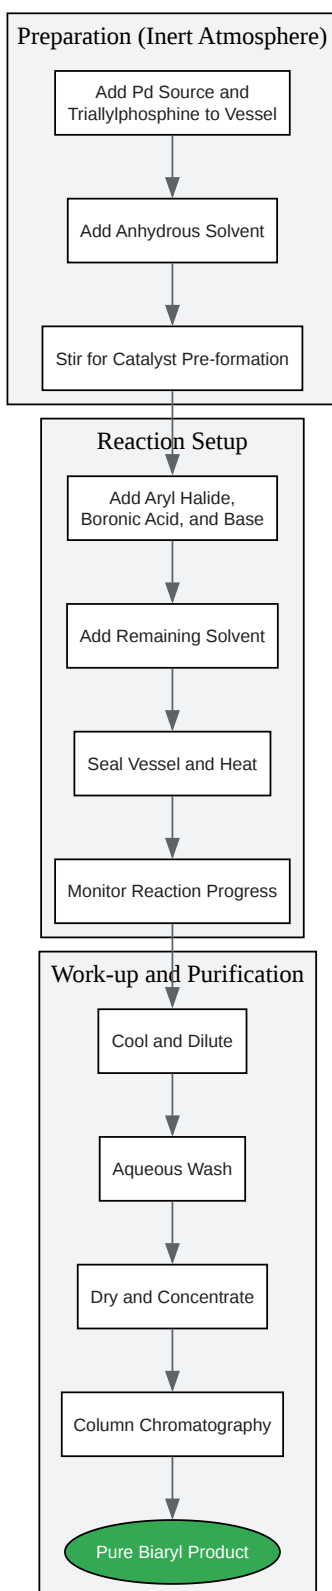 Preparation (Inert Atmosphere)
Add Pd Source and
Triallylphosphine to Vessel
Add Anhydrous Solvent
Stir for Catalyst Pre-formation
Reaction Setup
Add Aryl Halide,
Boronic Acid, and Base
Add Remaining Solvent
Seal Vessel and Heat
Monitor Reaction Progress
Work-up and Purification
Cool and Dilute
Aqueous Wash
Dry and Concentrate
Column Chromatography
Pure Biaryl Product